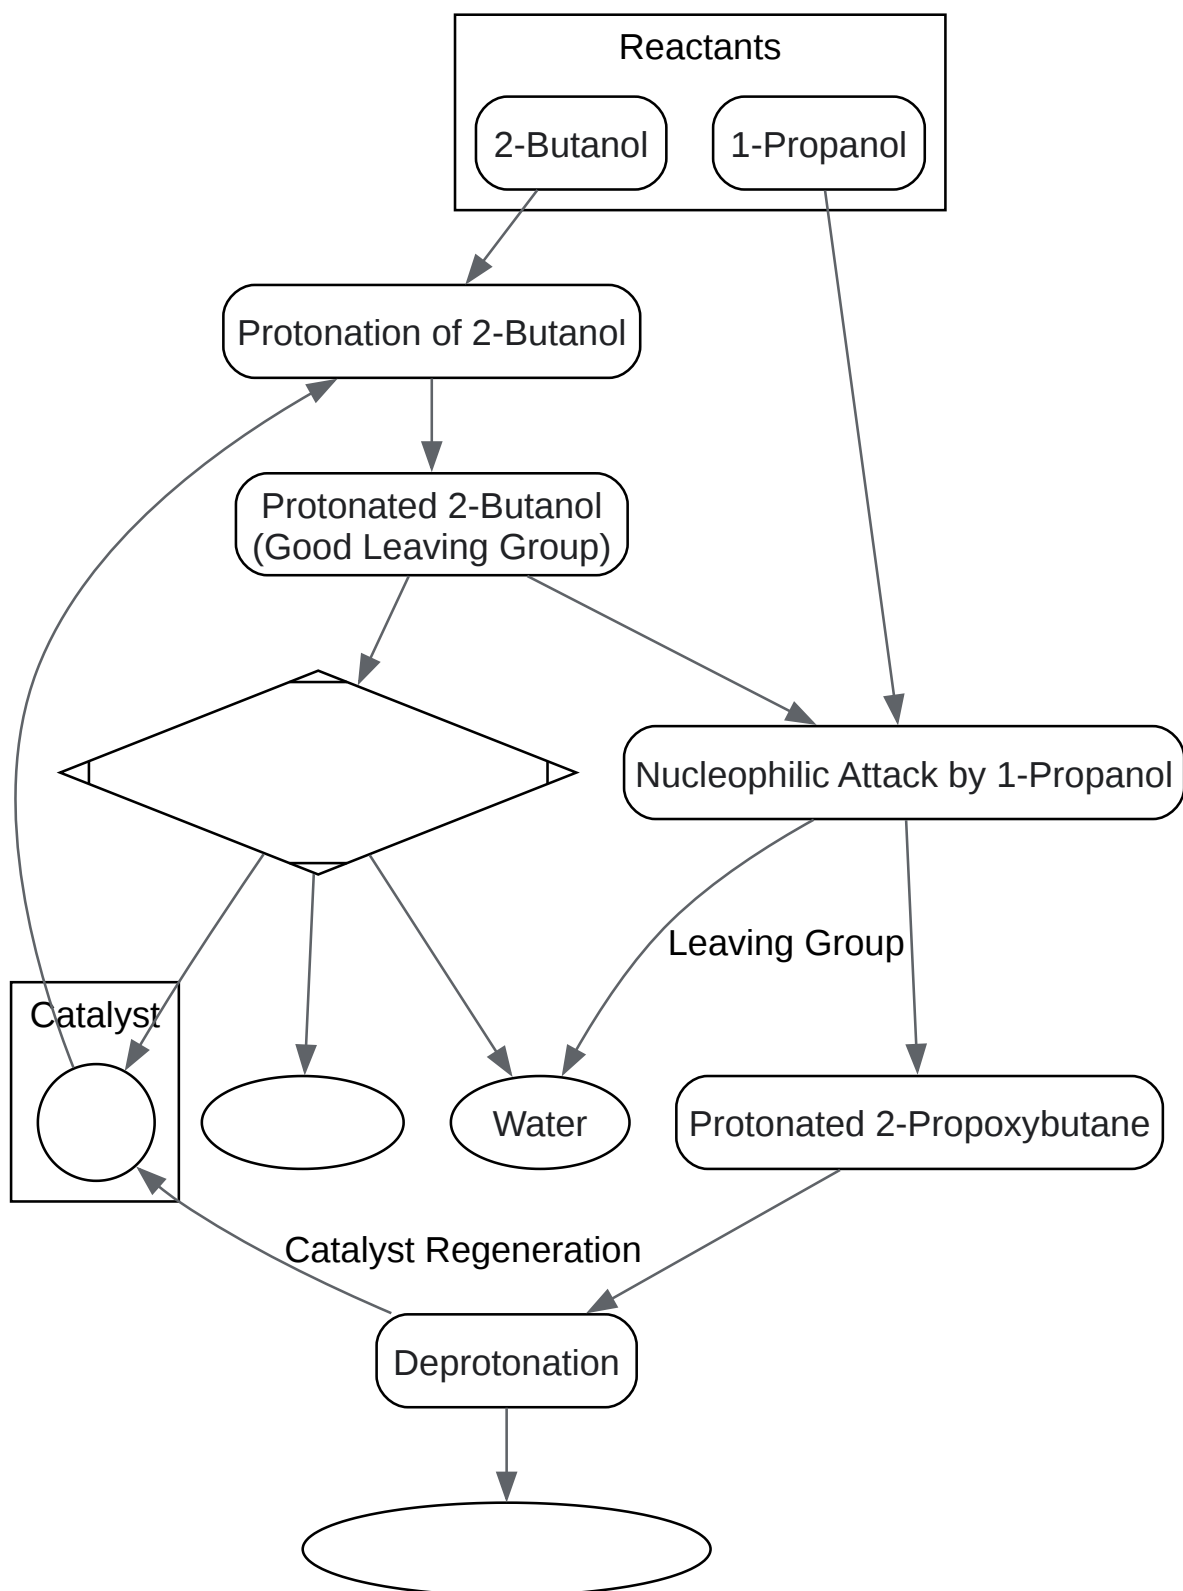 Reactants
2-Butanol
1-Propanol
Protonation of 2-Butanol
Protonated 2-Butanol
(Good Leaving Group)
Nucleophilic Attack by 1-Propanol
Leaving Group
Catalyst
Water
Protonated 2-Propoxybutane
Catalyst Regeneration
Deprotonation